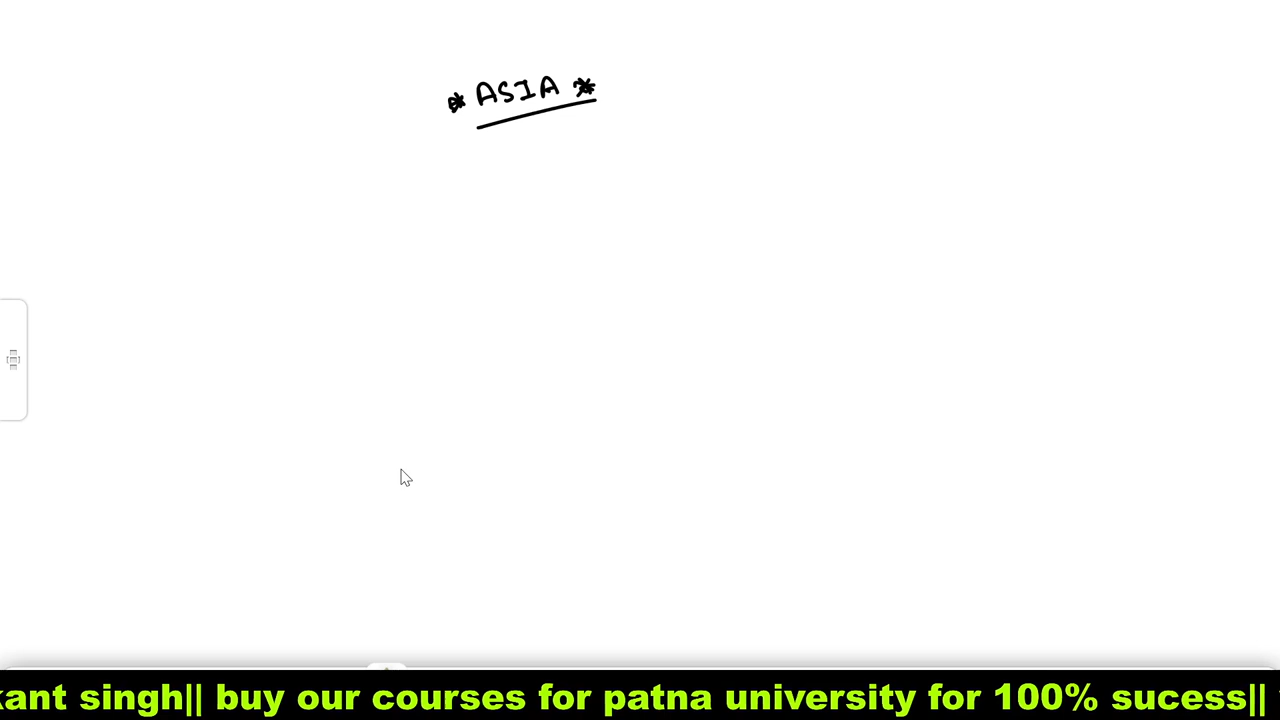 * ASIA *
kant singh|| buy our courses for patna university for 100% sucess||